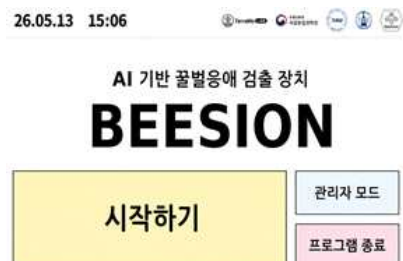 26.05.13 15:06
AI 기반 꿀벌응애 검출 장치
BEESION
시작하기
관리자 모드
프로그램 종료